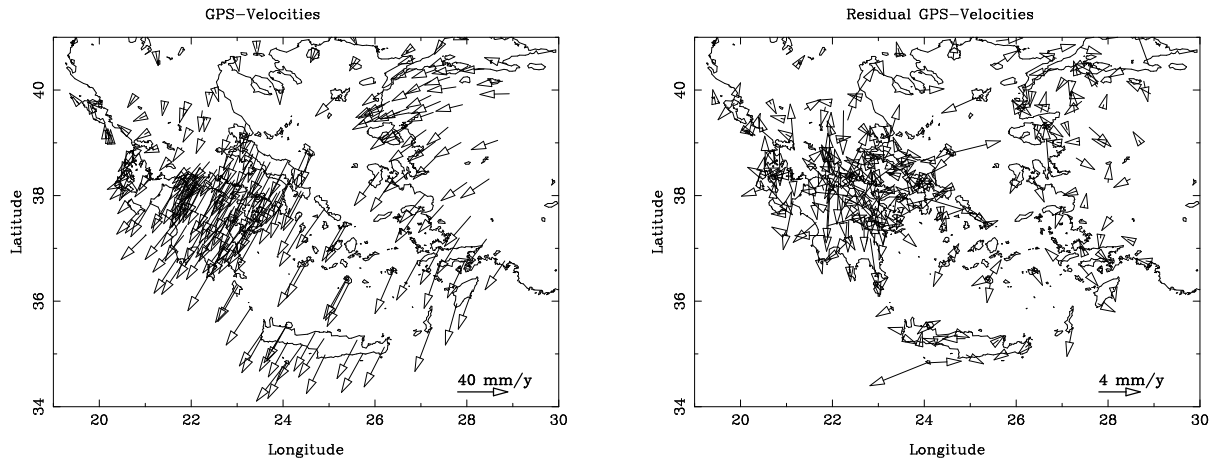 GPS-Velocities
40
38
36
34
Latitude
40 mm/y
20 22 24 26 28 30
Longitude
Residual GPS-Velocities
40
38
36
34
Latitude
4 mm/y
20 22 24 26 28 30
Longitude